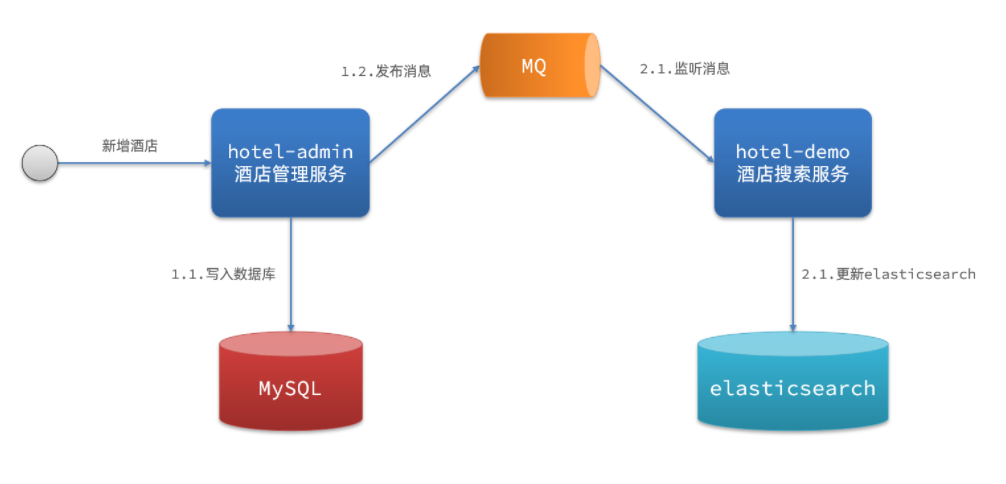 MQ
1.2.发布消息
2.1.监听消息
新增酒店
hotel-admin
酒店管理服务
hotel-demo
酒店搜索服务
1.1.写入数据库
2.1.更新elasticsearch
MySQL
elasticsearch